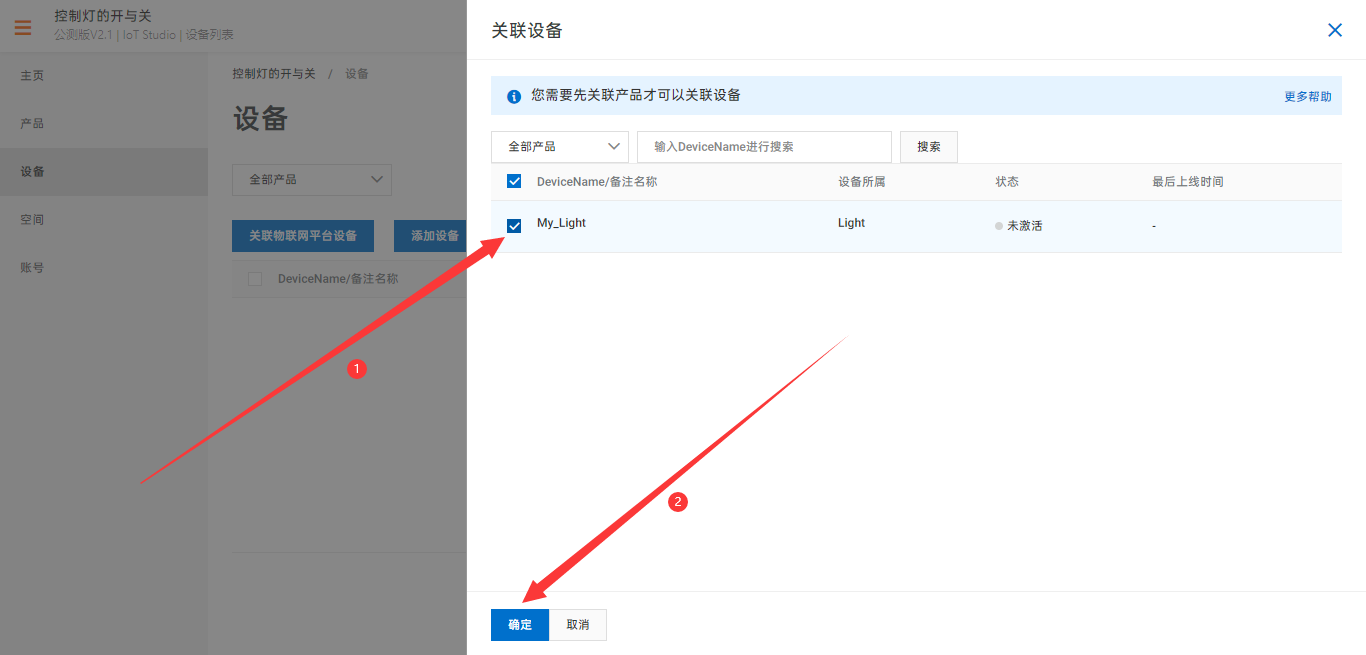 控制灯的开与关
公测版V2.1 | IoT Studio | 设备列表
主页
产品
设备
空间
账号
控制灯的开与关 / 设备
设备
全部产品
关联物联网平台设备 添加设备
DeviceName/备注名称
1
关联设备
您需要先关联产品才可以关联设备 更多帮助
全部产品 输入DeviceName进行搜索 搜索
DeviceName/备注名称 设备所属 状态 最后上线时间
My_Light Light 未激活 -
2
确定 取消